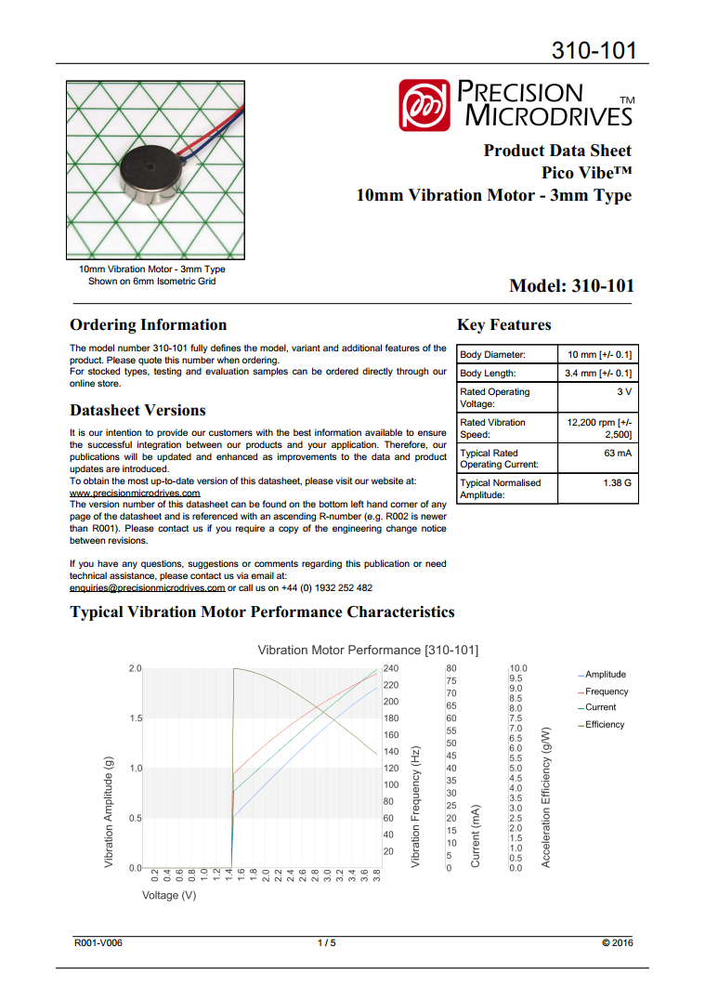 310-101
PRECISION
MICRODRIVES™
Product Data Sheet
Pico Vibe™
10mm Vibration Motor - 3mm Type
10mm Vibration Motor - 3mm Type
Shown on 6mm Isometric Grid
Model: 310-101
Ordering Information
The model number 310-101 fully defines the model, variant and additional features of the
product. Please quote this number when ordering.
For stocked types, testing and evaluation samples can be ordered directly through our
online store.
Datasheet Versions
It is our intention to provide our customers with the best information available to ensure
the successful integration between our products and your application. Therefore, our
publications will be updated and enhanced as improvements to the data and product
updates are introduced.
To obtain the most up-to-date version of this datasheet, please visit our website at:
www.precisionmicrodrives.com
The version number of this datasheet can be found on the bottom left hand corner of any
page of the datasheet and is referenced with an ascending R-number (e.g. R002 is newer
than R001). Please contact us if you require a copy of the engineering change notice
between revisions.
If you have any questions, suggestions or comments regarding this publication or need
technical assistance, please contact us via email at:
enquiries@precisionmicrodrives.com or call us on +44 (0) 1932 252 482
Key Features
Body Diameter: 10 mm [+/- 0.1]
Body Length: 3.4 mm [+/- 0.1]
Rated Operating 3 V
Voltage:
Rated Vibration 12,200 rpm [+/-
Speed: 2,500]
Typical Rated 63 mA
Operating Current:
Typical Normalised 1.38 G
Amplitude:
Typical Vibration Motor Performance Characteristics
Vibration Motor Performance [310-101]
Vibration Amplitude (g)
2.0
1.5
1.0
0.5
0.0
0.2 0.4 0.6 0.8 1.0 1.2 1.4 1.6 1.8 2.0 2.2 2.4 2.6 2.8 3.0 3.2 3.4 3.6 3.8
Voltage (V)
240
220
200
180
160
140
120
100
80
60
40
20
Vibration Frequency (Hz)
80
75
70
65
60
55
50
45
40
35
30
25
20
15
10
5
0
Current (mA)
10.0
9.5
9.0
8.5
8.0
7.5
7.0
6.5
6.0
5.5
5.0
4.5
4.0
3.5
3.0
2.5
2.0
1.5
1.0
0.5
0.0
Acceleration Efficiency (g/W)
Amplitude
Frequency
Current
Efficiency
R001-V006 1 / 5 © 2016